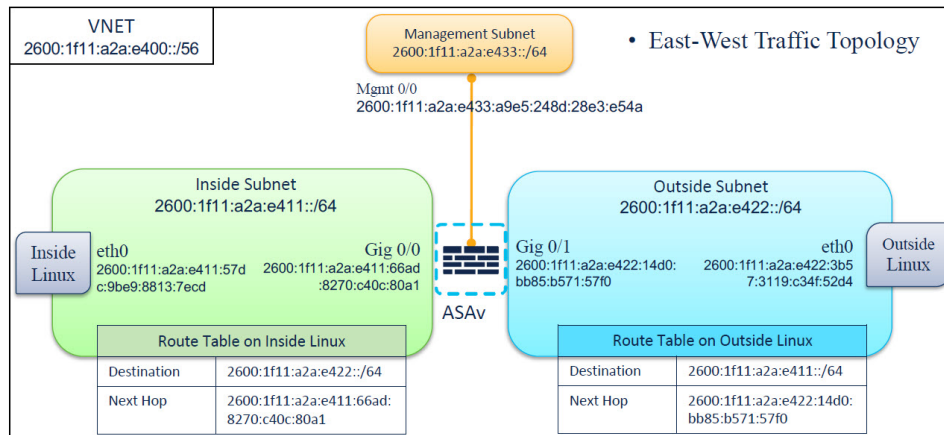 VNET
2600:1f11:a2a:e400::/56
Management Subnet
2600:1f11:a2a:e433::/64
• East-West Traffic Topology
Mgmt 0/0
2600:1f11:a2a:e433:a9e5:248d:28e3:e54a
Inside Subnet
2600:1f11:a2a:e411::/64
Inside
Linux
eth0
2600:1f11:a2a:e411:57d
c:9be9:8813:7ecd
Gig 0/0
2600:1f11:a2a:e411:66ad
:8270:c40c:80a1
ASAv
Outside Subnet
2600:1f11:a2a:e422::/64
Gig 0/1
2600:1f11:a2a:e422:14d0:
bb85:b571:57f0
eth0
2600:1f11:a2a:e422:3b5
7:3119:c34f:52d4
Outside
Linux
Route Table on Inside Linux
Destination 2600:1f11:a2a:e422::/64
Next Hop 2600:1f11:a2a:e411:66ad:
8270:c40c:80a1
Route Table on Outside Linux
Destination 2600:1f11:a2a:e411::/64
Next Hop 2600:1f11:a2a:e422:14d0:
bb85:b571:57f0